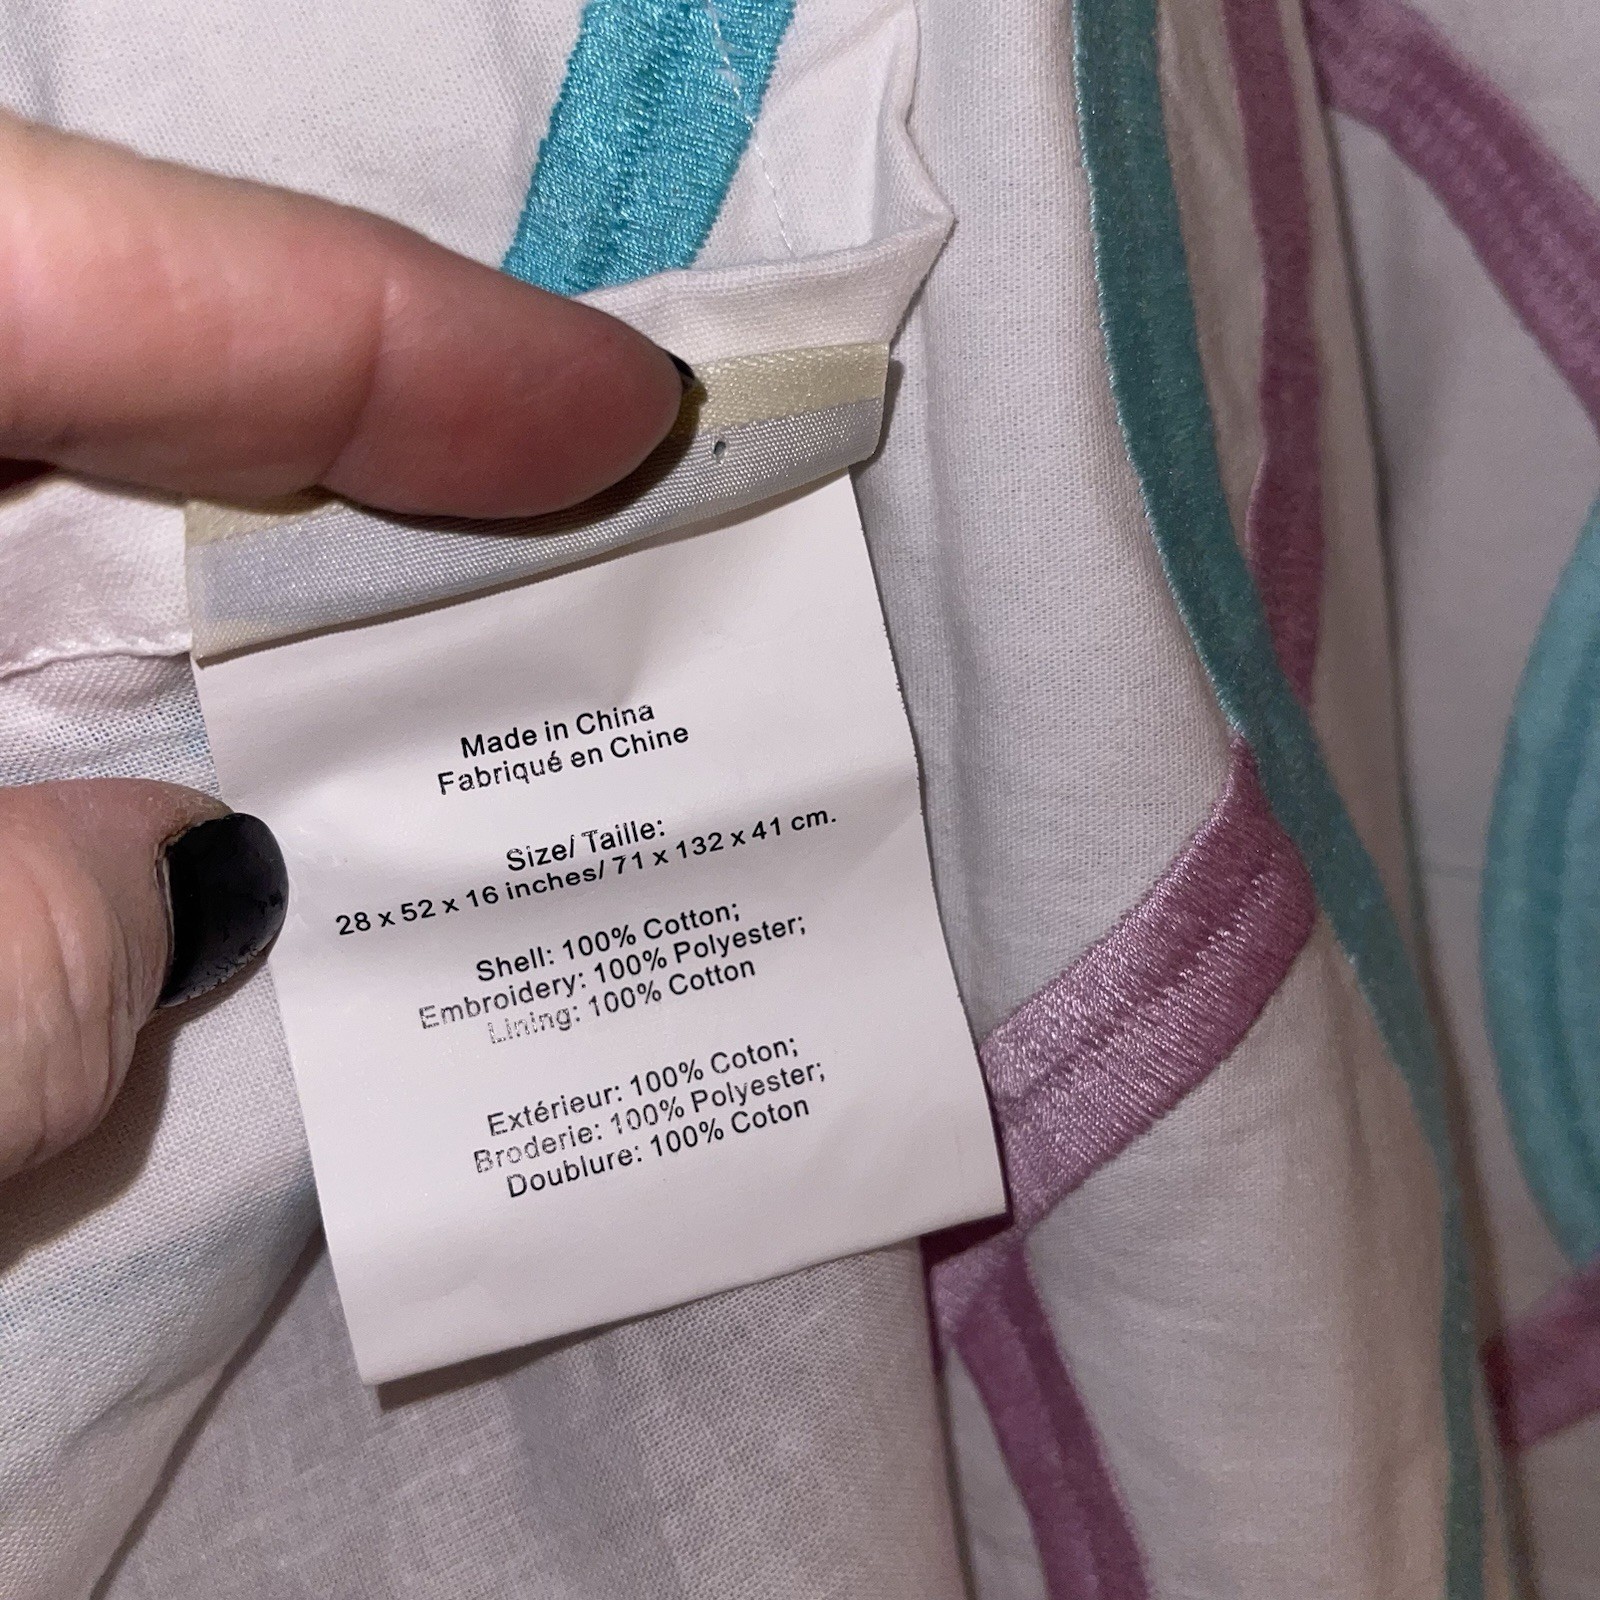 Made in China
Fabriqué en Chine
Size/ Taille:
28 x 52 x 16 inches/ 71 x 132 x 41 cm.
Shell: 100% Cotton;
Embroidery: 100% Polyester;
Lining: 100% Cotton
Extérieur: 100% Coton;
Broderie: 100% Polyester;
Doublure: 100% Coton